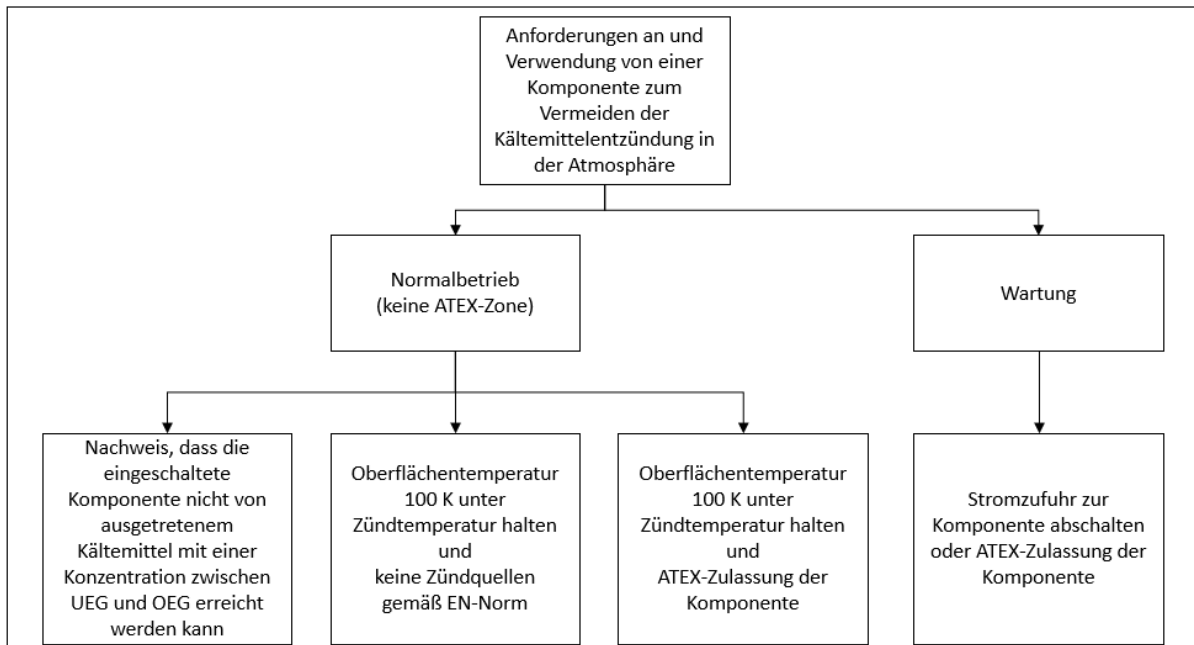 Anforderungen an und
Verwendung von einer
Komponente zum
Vermeiden der
Kältemittelentzündung in
der Atmosphäre
Normalbetrieb
(keine ATEX-Zone)
Wartung
Nachweis, dass die
eingeschaltete
Komponente nicht von
ausgetretenem
Kältemittel mit einer
Konzentration zwischen
UEG und OEG erreicht
werden kann
Oberflächentemperatur
100 K unter
Zündtemperatur halten
und
keine Zündquellen
gemäß EN-Norm
Oberflächentemperatur
100 K unter
Zündtemperatur halten
und
ATEX-Zulassung der
Komponente
Stromzufuhr zur
Komponente abschalten
oder ATEX-Zulassung der
Komponente